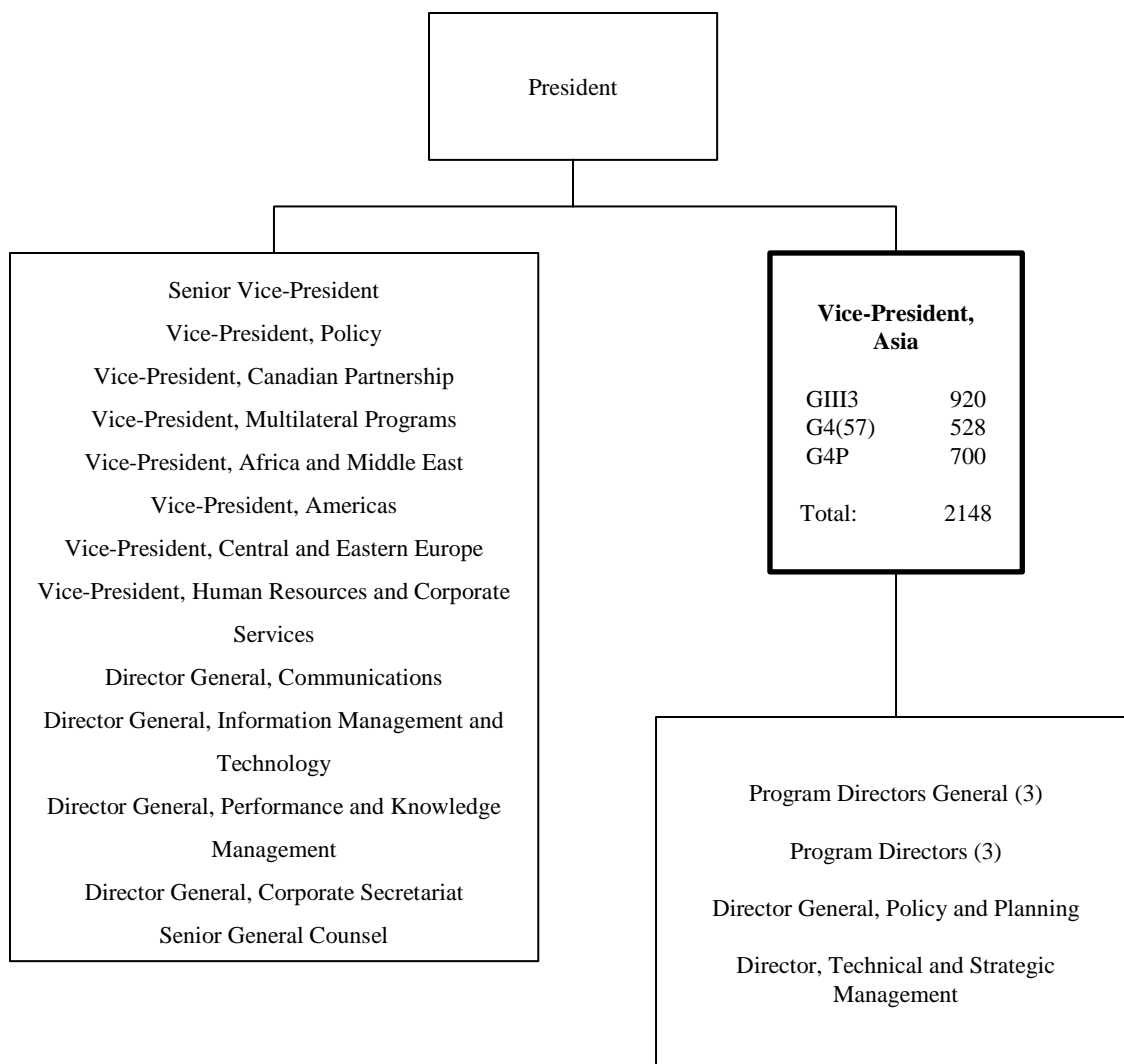 President
Senior Vice-President
Vice-President, Policy
Vice-President, Canadian Partnership
Vice-President, Multilateral Programs
Vice-President, Africa and Middle East
Vice-President, Americas
Vice-President, Central and Eastern Europe
Vice-President, Human Resources and Corporate
Services
Director General, Communications
Director General, Information Management and
Technology
Director General, Performance and Knowledge
Management
Director General, Corporate Secretariat
Senior General Counsel
Vice-President,
Asia
GIII3 920
G4(57) 528
G4P 700
Total: 2148
Program Directors General (3)
Program Directors (3)
Director General, Policy and Planning
Director, Technical and Strategic
Management